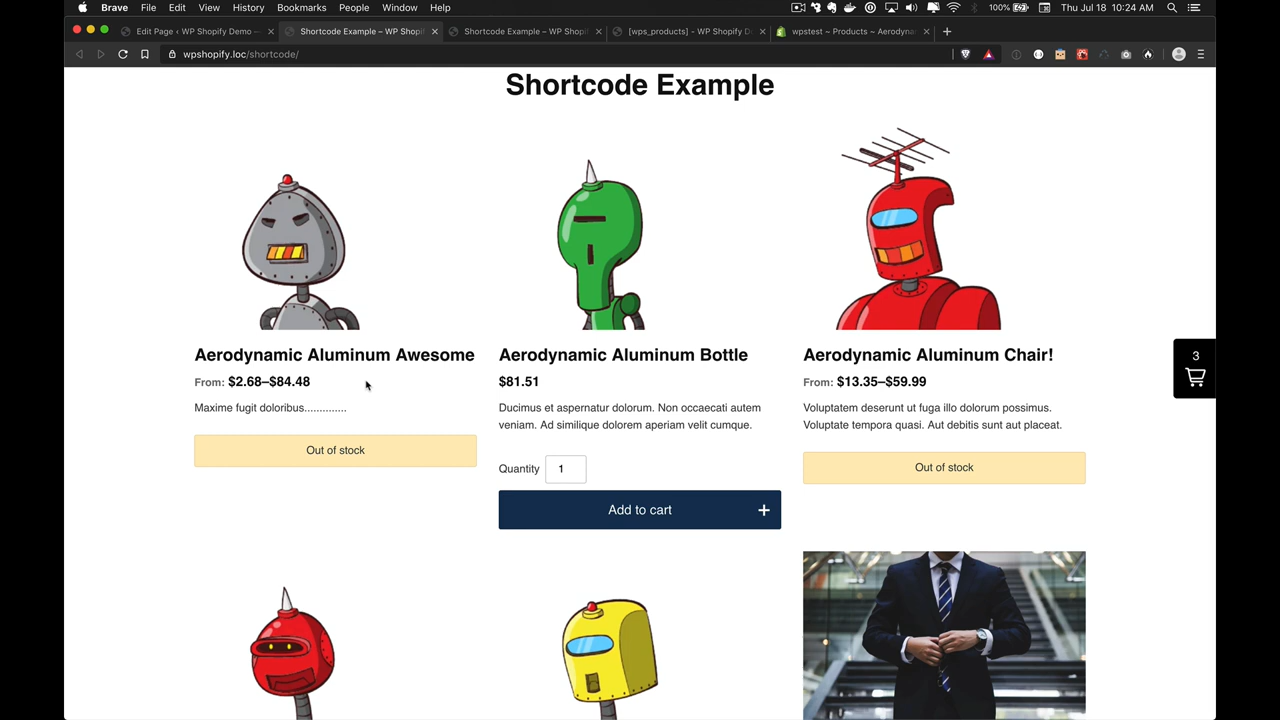 Brave File Edit View History Bookmarks People Window Help 100% Thu Jul 18 10:24 AM
Edit Page ‹ WP Shopify Demo — Shortcode Example – WP Shopif Shortcode Example – WP Shopif [wps_products] - WP Shopify D wpstest ~ Products ~ Aerodyna
wpshopify.loc/shortcode/
Shortcode Example
Aerodynamic Aluminum Awesome
From: $2.68–$84.48
Maxime fugit doloribus..............
Out of stock
Aerodynamic Aluminum Bottle
$81.51
Ducimus et aspernatur dolorum. Non occaecati autem
veniam. Ad similique dolorem aperiam velit cumque.
Quantity 1
Add to cart +
Aerodynamic Aluminum Chair!
From: $13.35–$59.99
Voluptatem deserunt ut fuga illo dolorum possimus.
Voluptate tempora quasi. Aut debitis sunt aut placeat.
Out of stock
3